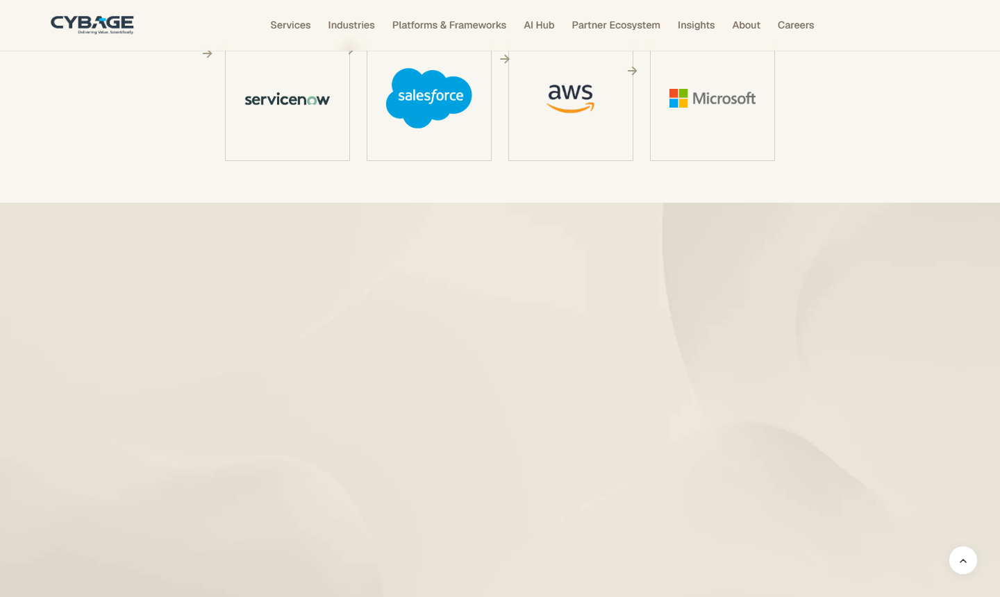 CYBAGE
Delivering Value. Scientifically.
Services Industries Platforms & Frameworks AI Hub Partner Ecosystem Insights About Careers
servicenow salesforce aws Microsoft